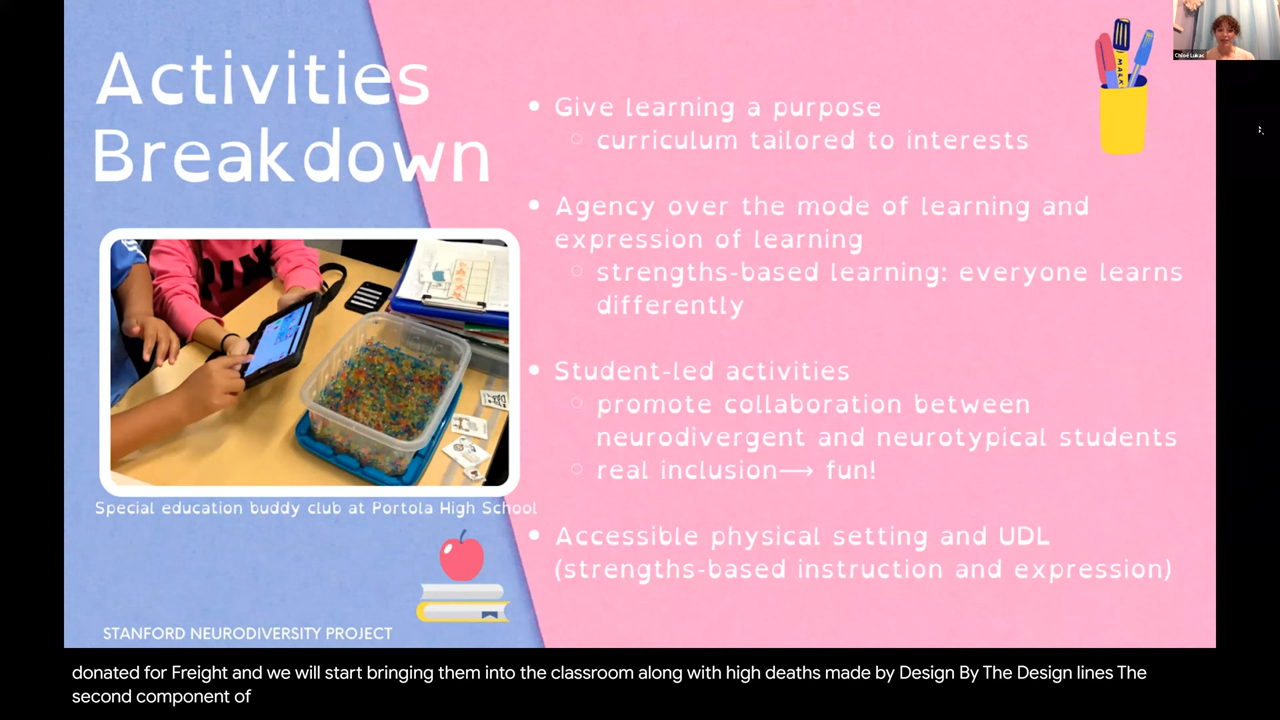 Activities
Breakdown
Chloé Lukac
MALK
• Give learning a purpose
○ curriculum tailored to interests
• Agency over the mode of learning and
expression of learning
○ strengths-based learning: everyone learns
differently
• Student-led activities
○ promote collaboration between
neurodivergent and neurotypical students
○ real inclusion⟶ fun!
• Accessible physical setting and UDL
(strengths-based instruction and expression)
Special education buddy club at Portola High School
STANFORD NEURODIVERSITY PROJECT
donated for Freight and we will start bringing them into the classroom along with high deaths made by Design By The Design lines The
second component of